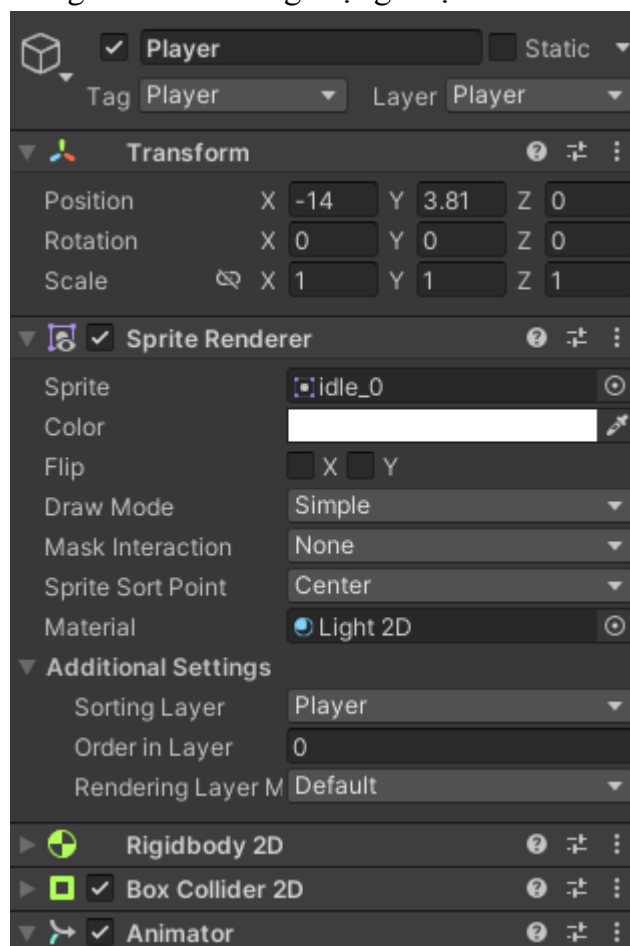 Player Static
Tag Player Layer Player
Transform
Position X -14 Y 3.81 Z 0
Rotation X 0 Y 0 Z 0
Scale X 1 Y 1 Z 1
Sprite Renderer
Sprite idle_0
Color
Flip X Y
Draw Mode Simple
Mask Interaction None
Sprite Sort Point Center
Material Light 2D
Additional Settings
Sorting Layer Player
Order in Layer 0
Rendering Layer M Default
Rigidbody 2D
Box Collider 2D
Animator